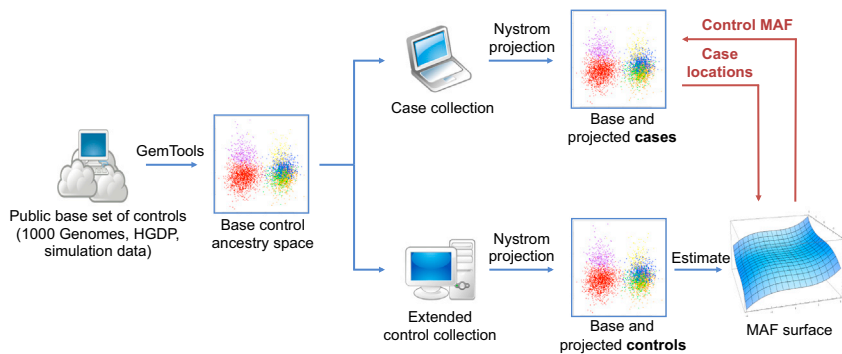 Public base set of controls
(1000 Genomes, HGDP,
simulation data)
GemTools
Base control
ancestry space
Case collection
Nystrom
projection
Base and
projected cases
Control MAF
Case
locations
Extended
control collection
Nystrom
projection
Base and
projected controls
Estimate
MAF surface